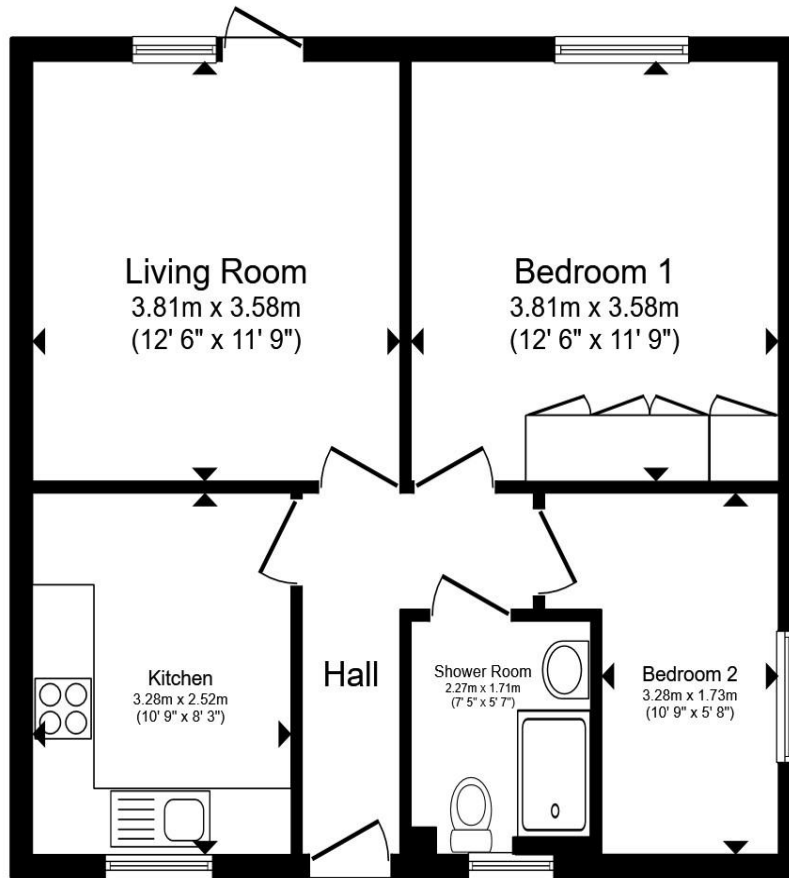 Living Room
3.81m x 3.58m
(12' 6" x 11' 9")
Bedroom 1
3.81m x 3.58m
(12' 6" x 11' 9")
Kitchen
3.28m x 2.52m
(10' 9" x 8' 3")
Hall
Shower Room
2.27m x 1.71m
(7' 5" x 5' 7")
Bedroom 2
3.28m x 1.73m
(10' 9" x 5' 8")